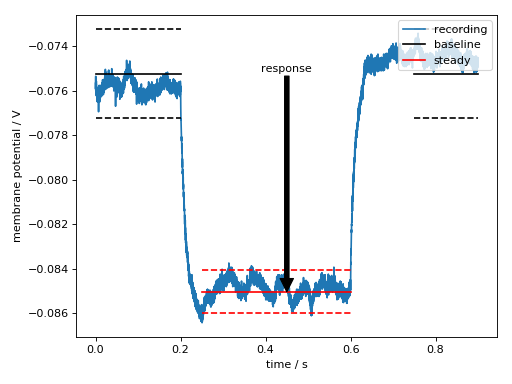 recording
baseline
steady
response
membrane potential / V
−0.074
−0.076
−0.078
−0.080
−0.082
−0.084
−0.086
0.0 0.2 0.4 0.6 0.8
time / s